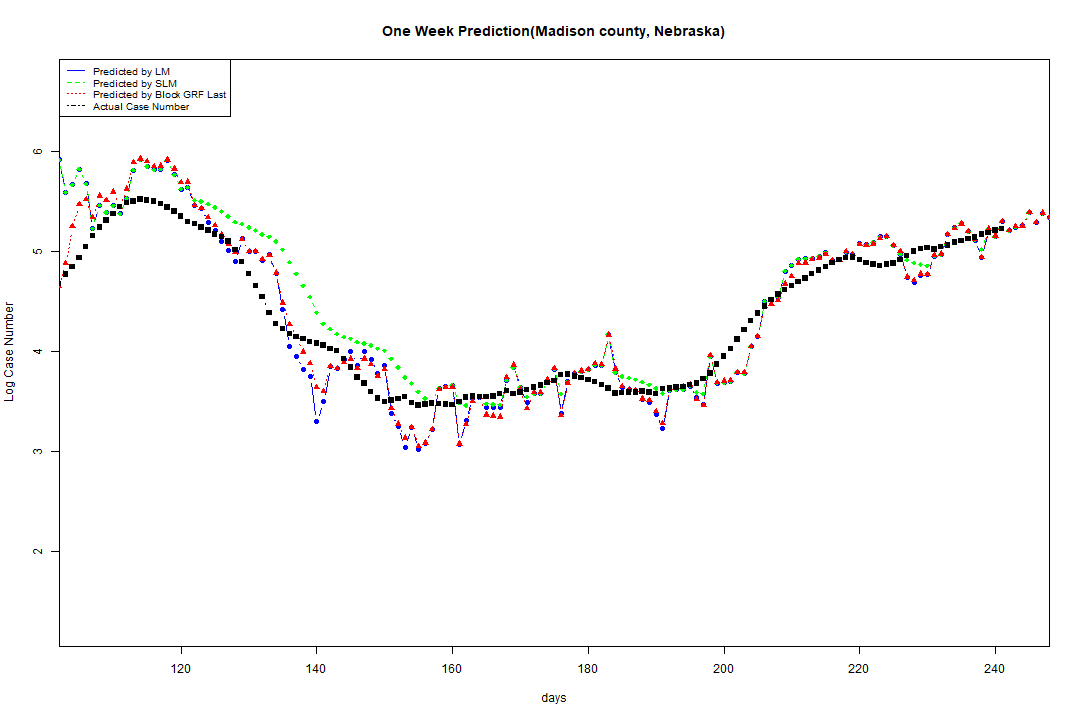 One Week Prediction(Madison county, Nebraska)
Predicted by LM
Predicted by SLM
Predicted by Block GRF Last
Actual Case Number
6
5
4
3
2
Log Case Number
120 140 160 180 200 220 240
days